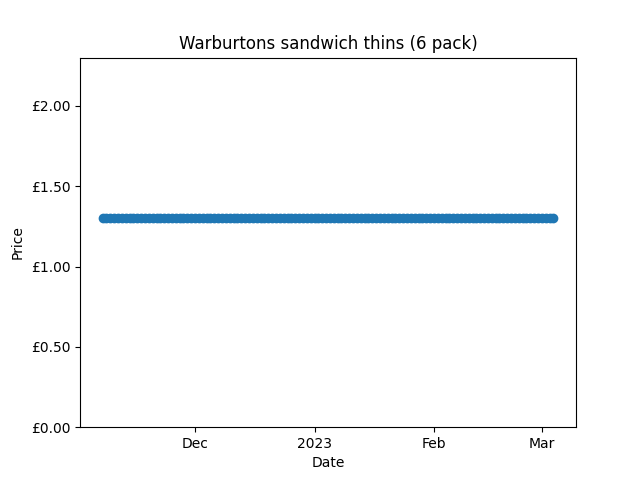 Warburtons sandwich thins (6 pack)
£2.00
£1.50
£1.00
£0.50
£0.00
Price
Dec 2023 Feb Mar
Date